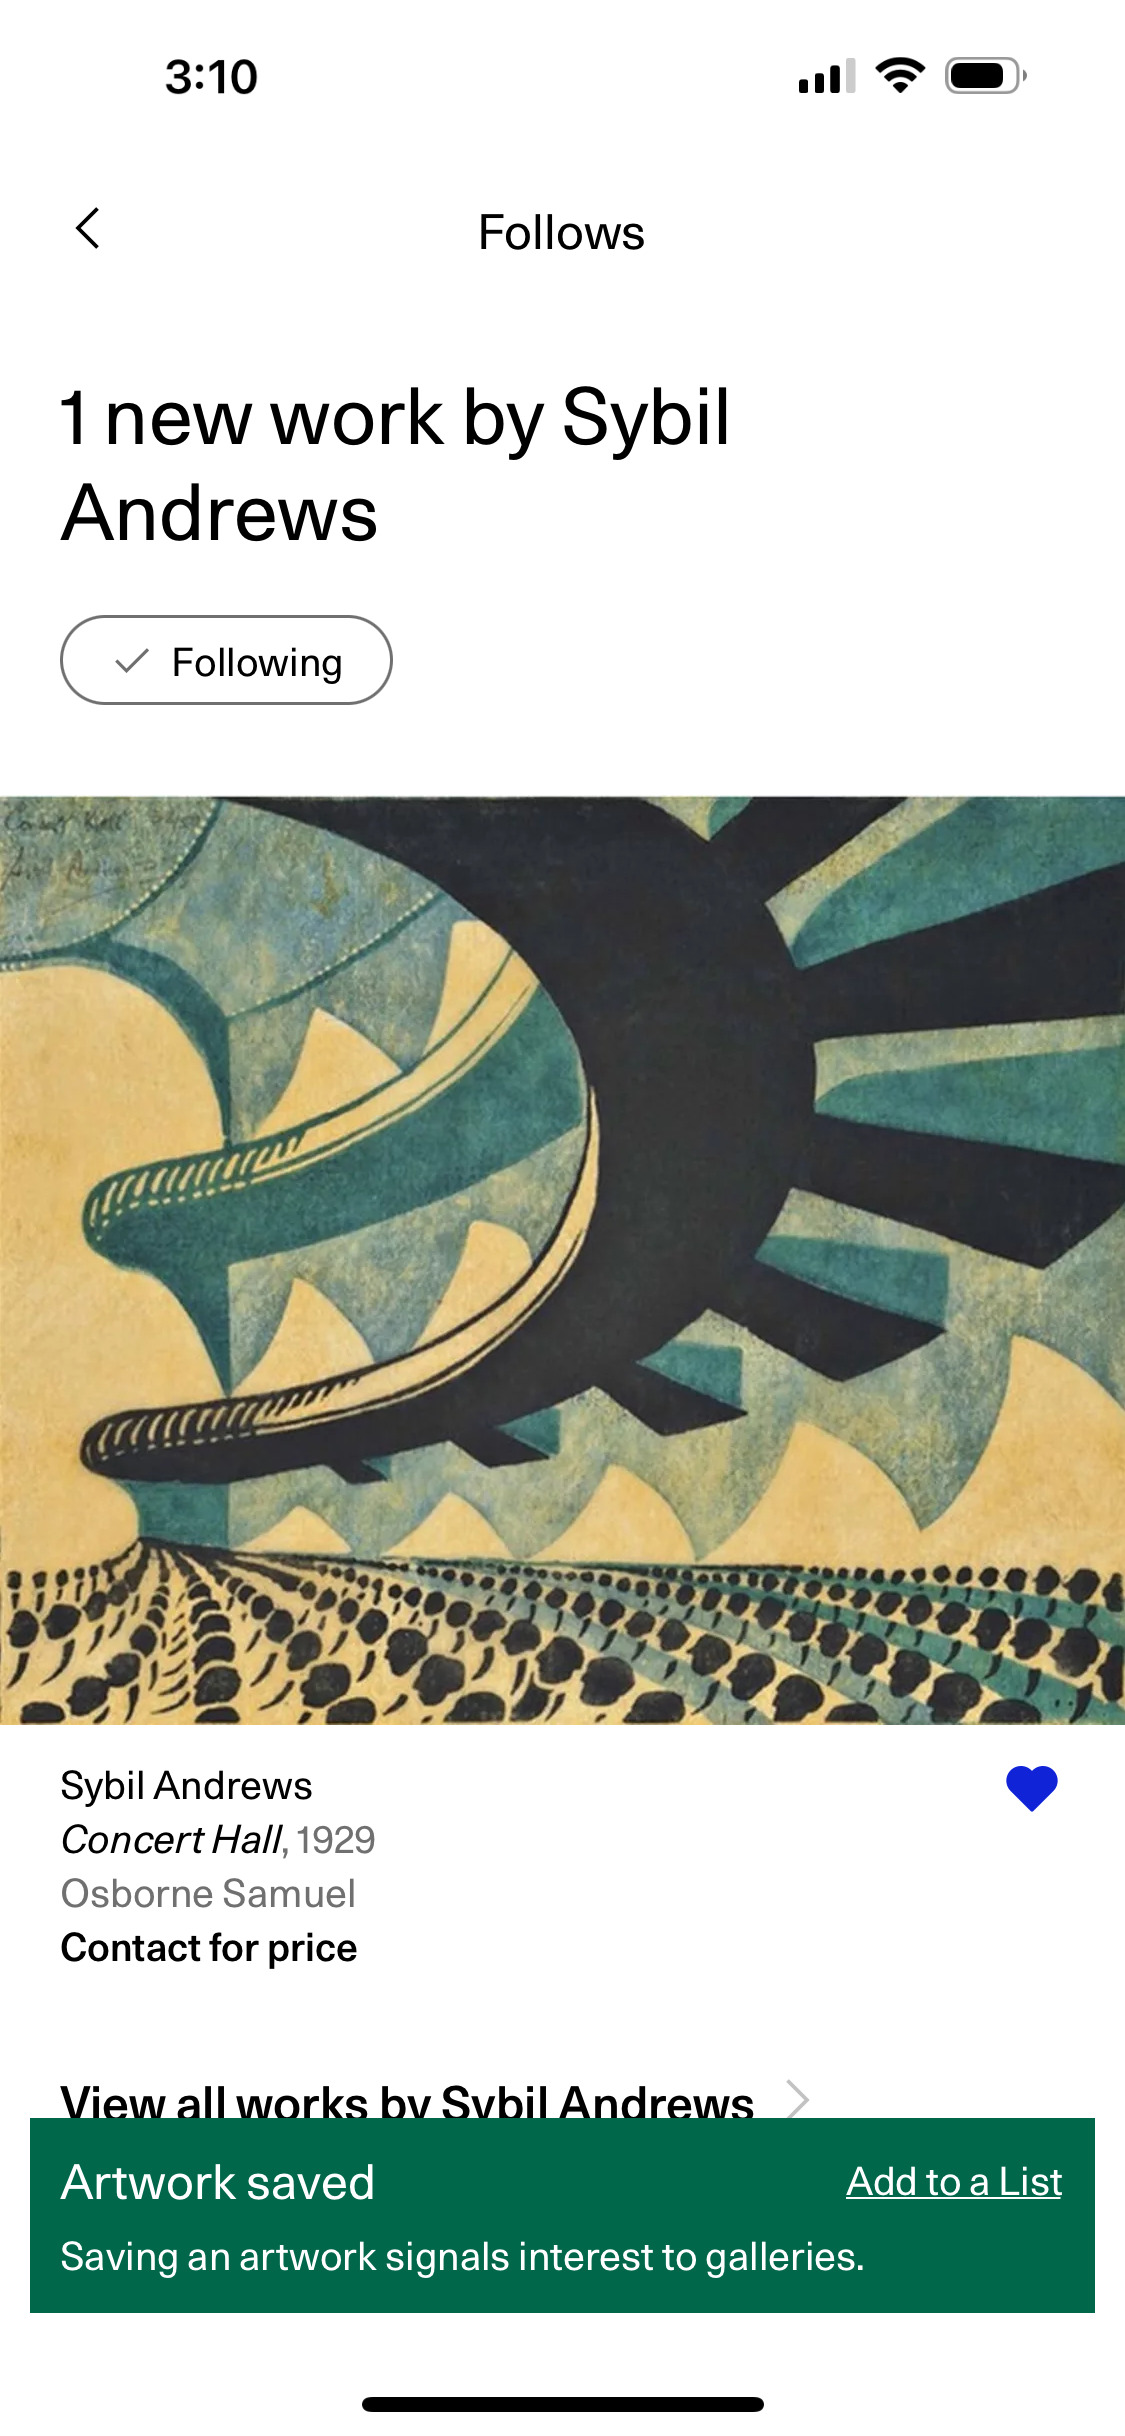 3:10
Follows
1 new work by Sybil
Andrews
Following
Sybil Andrews
Concert Hall, 1929
Osborne Samuel
Contact for price
View all works by Sybil Andrews
Artwork saved
Add to a List
Saving an artwork signals interest to galleries.